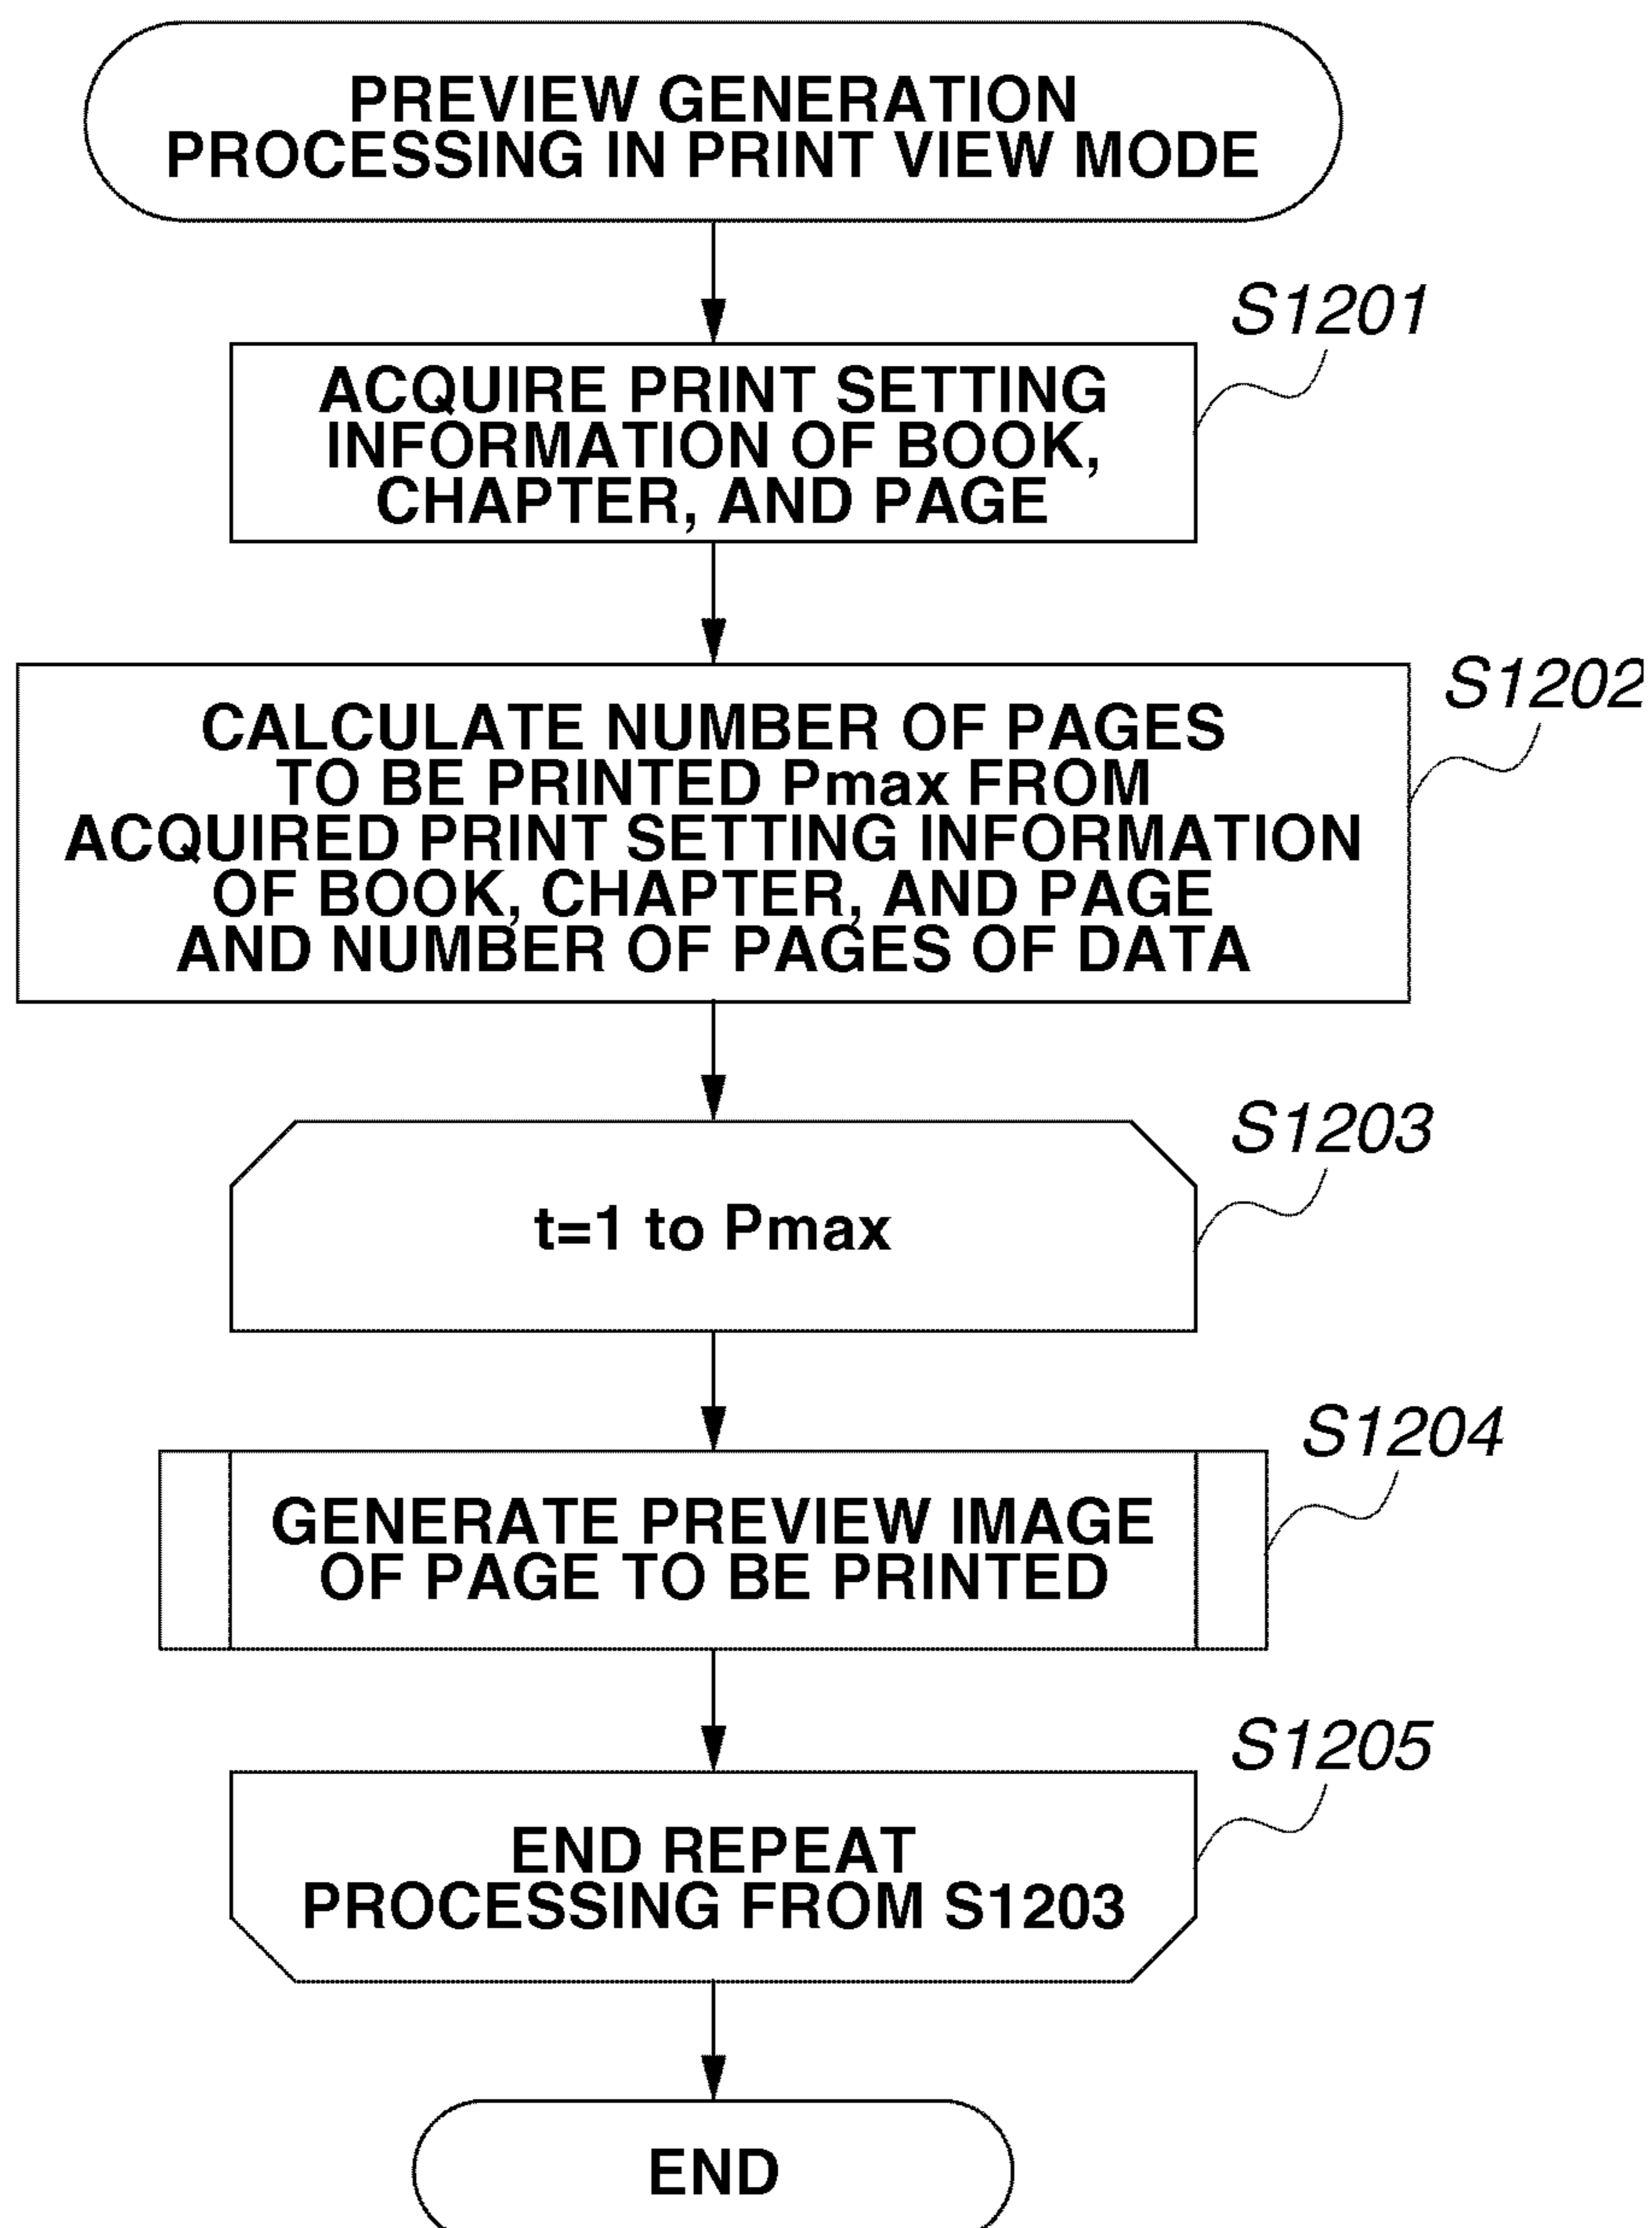 PREVIEW GENERATION
PROCESSING IN PRINT VIEW MODE
S1201
ACQUIRE PRINT SETTING
INFORMATION OF BOOK,
CHAPTER, AND PAGE
S1202
CALCULATE NUMBER OF PAGES
TO BE PRINTED Pmax FROM
ACQUIRED PRINT SETTING INFORMATION
OF BOOK, CHAPTER, AND PAGE
AND NUMBER OF PAGES OF DATA
S1203
t=1 to Pmax
S1204
GENERATE PREVIEW IMAGE
OF PAGE TO BE PRINTED
S1205
END REPEAT
PROCESSING FROM S1203
END